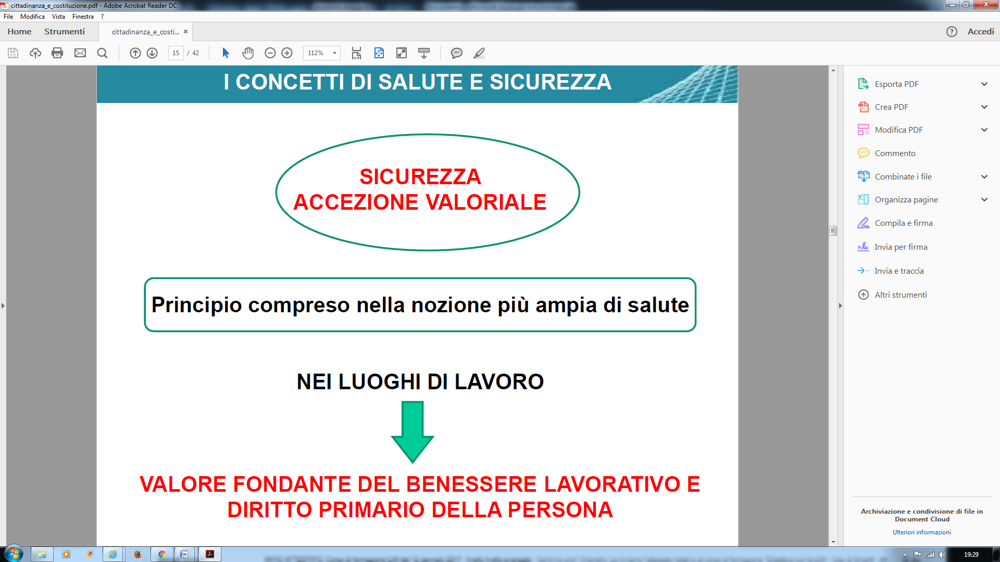 cittadinanza_e_costituzione.pdf - Adobe Acrobat Reader DC
File Modifica Vista Finestra ?
Home Strumenti cittadinanza_e_costi... × Accedi
15 / 42 112%
I CONCETTI DI SALUTE E SICUREZZA
SICUREZZA
ACCEZIONE VALORIALE
Principio compreso nella nozione più ampia di salute
NEI LUOGHI DI LAVORO
VALORE FONDANTE DEL BENESSERE LAVORATIVO E
DIRITTO PRIMARIO DELLA PERSONA
Esporta PDF
Crea PDF
Modifica PDF
Commento
Combinate i file
Organizza pagine
Compila e firma
Invia per firma
Invia e traccia
Altri strumenti
Archiviazione e condivisione di file in
Document Cloud
Ulteriori informazioni
19:29